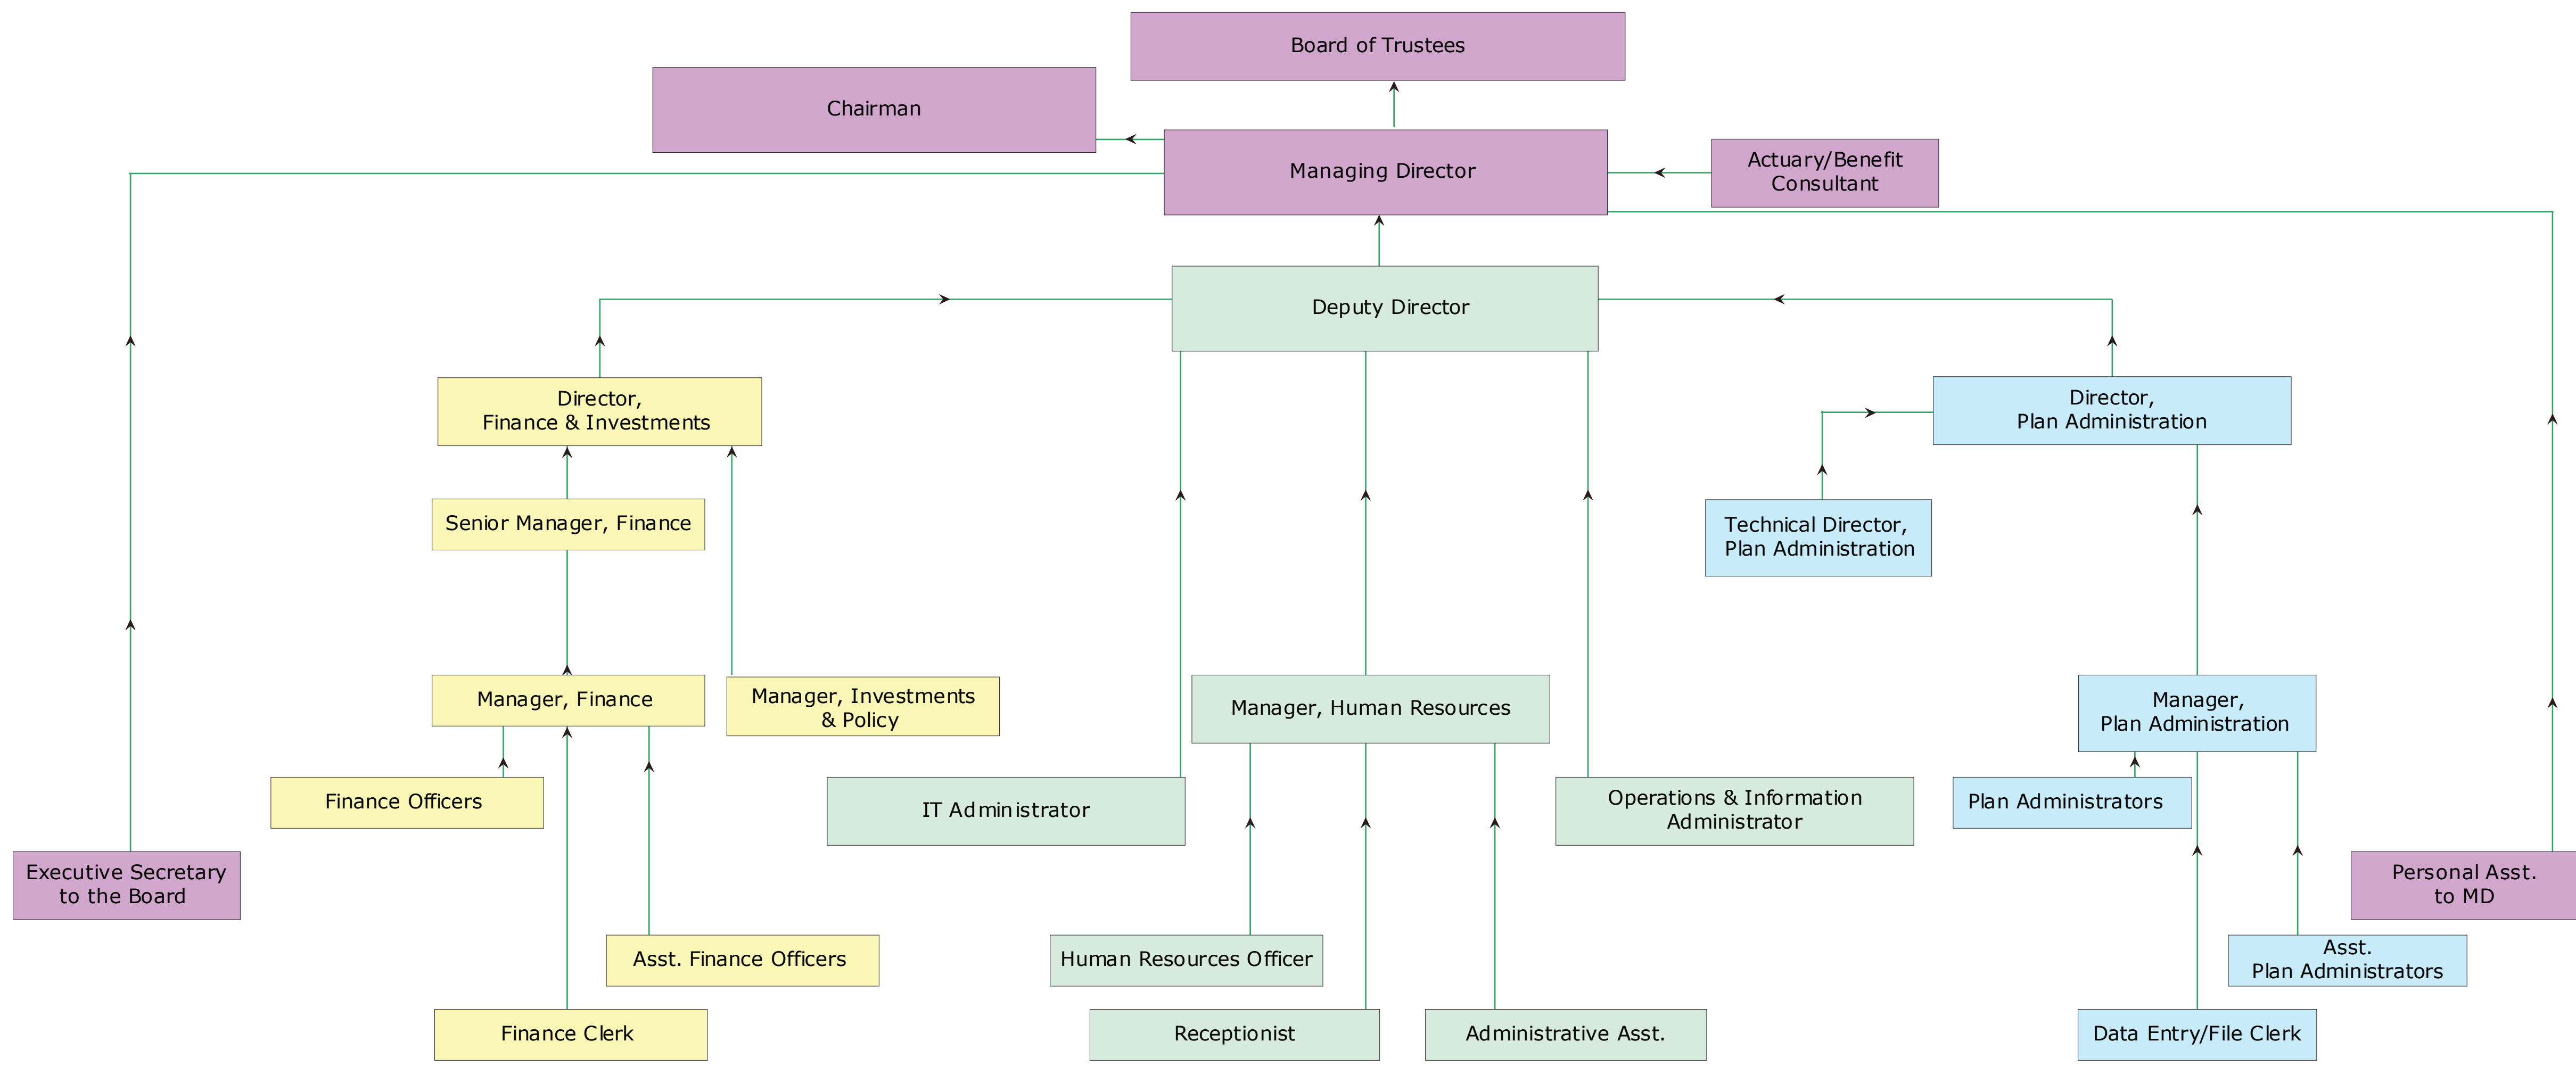 Board of Trustees
Chairman
Managing Director
Actuary/Benefit
Consultant
Deputy Director
Director,
Finance & Investments
Director,
Plan Administration
Senior Manager, Finance
Technical Director,
Plan Administration
Manager, Finance
Manager, Investments
& Policy
Manager, Human Resources
Manager,
Plan Administration
Finance Officers
IT Administrator
Operations & Information
Administrator
Plan Administrators
Executive Secretary
to the Board
Personal Asst.
to MD
Asst. Finance Officers
Human Resources Officer
Asst.
Plan Administrators
Finance Clerk
Receptionist
Administrative Asst.
Data Entry/File Clerk